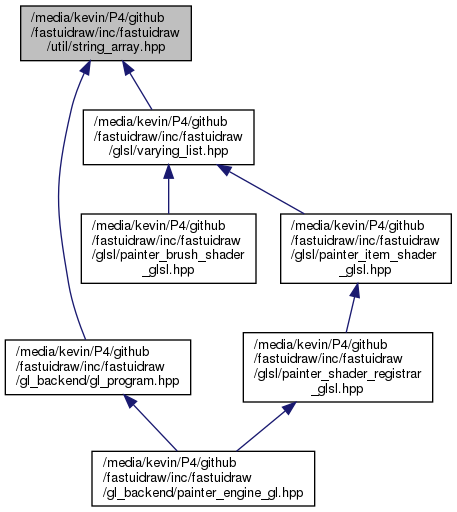 /media/kevin/P4/github
/fastuidraw/inc/fastuidraw
/util/string_array.hpp
/media/kevin/P4/github
/fastuidraw/inc/fastuidraw
/glsl/varying_list.hpp
/media/kevin/P4/github
/fastuidraw/inc/fastuidraw
/glsl/painter_brush_shader
_glsl.hpp
/media/kevin/P4/github
/fastuidraw/inc/fastuidraw
/glsl/painter_item_shader
_glsl.hpp
/media/kevin/P4/github
/fastuidraw/inc/fastuidraw
/gl_backend/gl_program.hpp
/media/kevin/P4/github
/fastuidraw/inc/fastuidraw
/glsl/painter_shader_registrar
_glsl.hpp
/media/kevin/P4/github
/fastuidraw/inc/fastuidraw
/gl_backend/painter_engine_gl.hpp